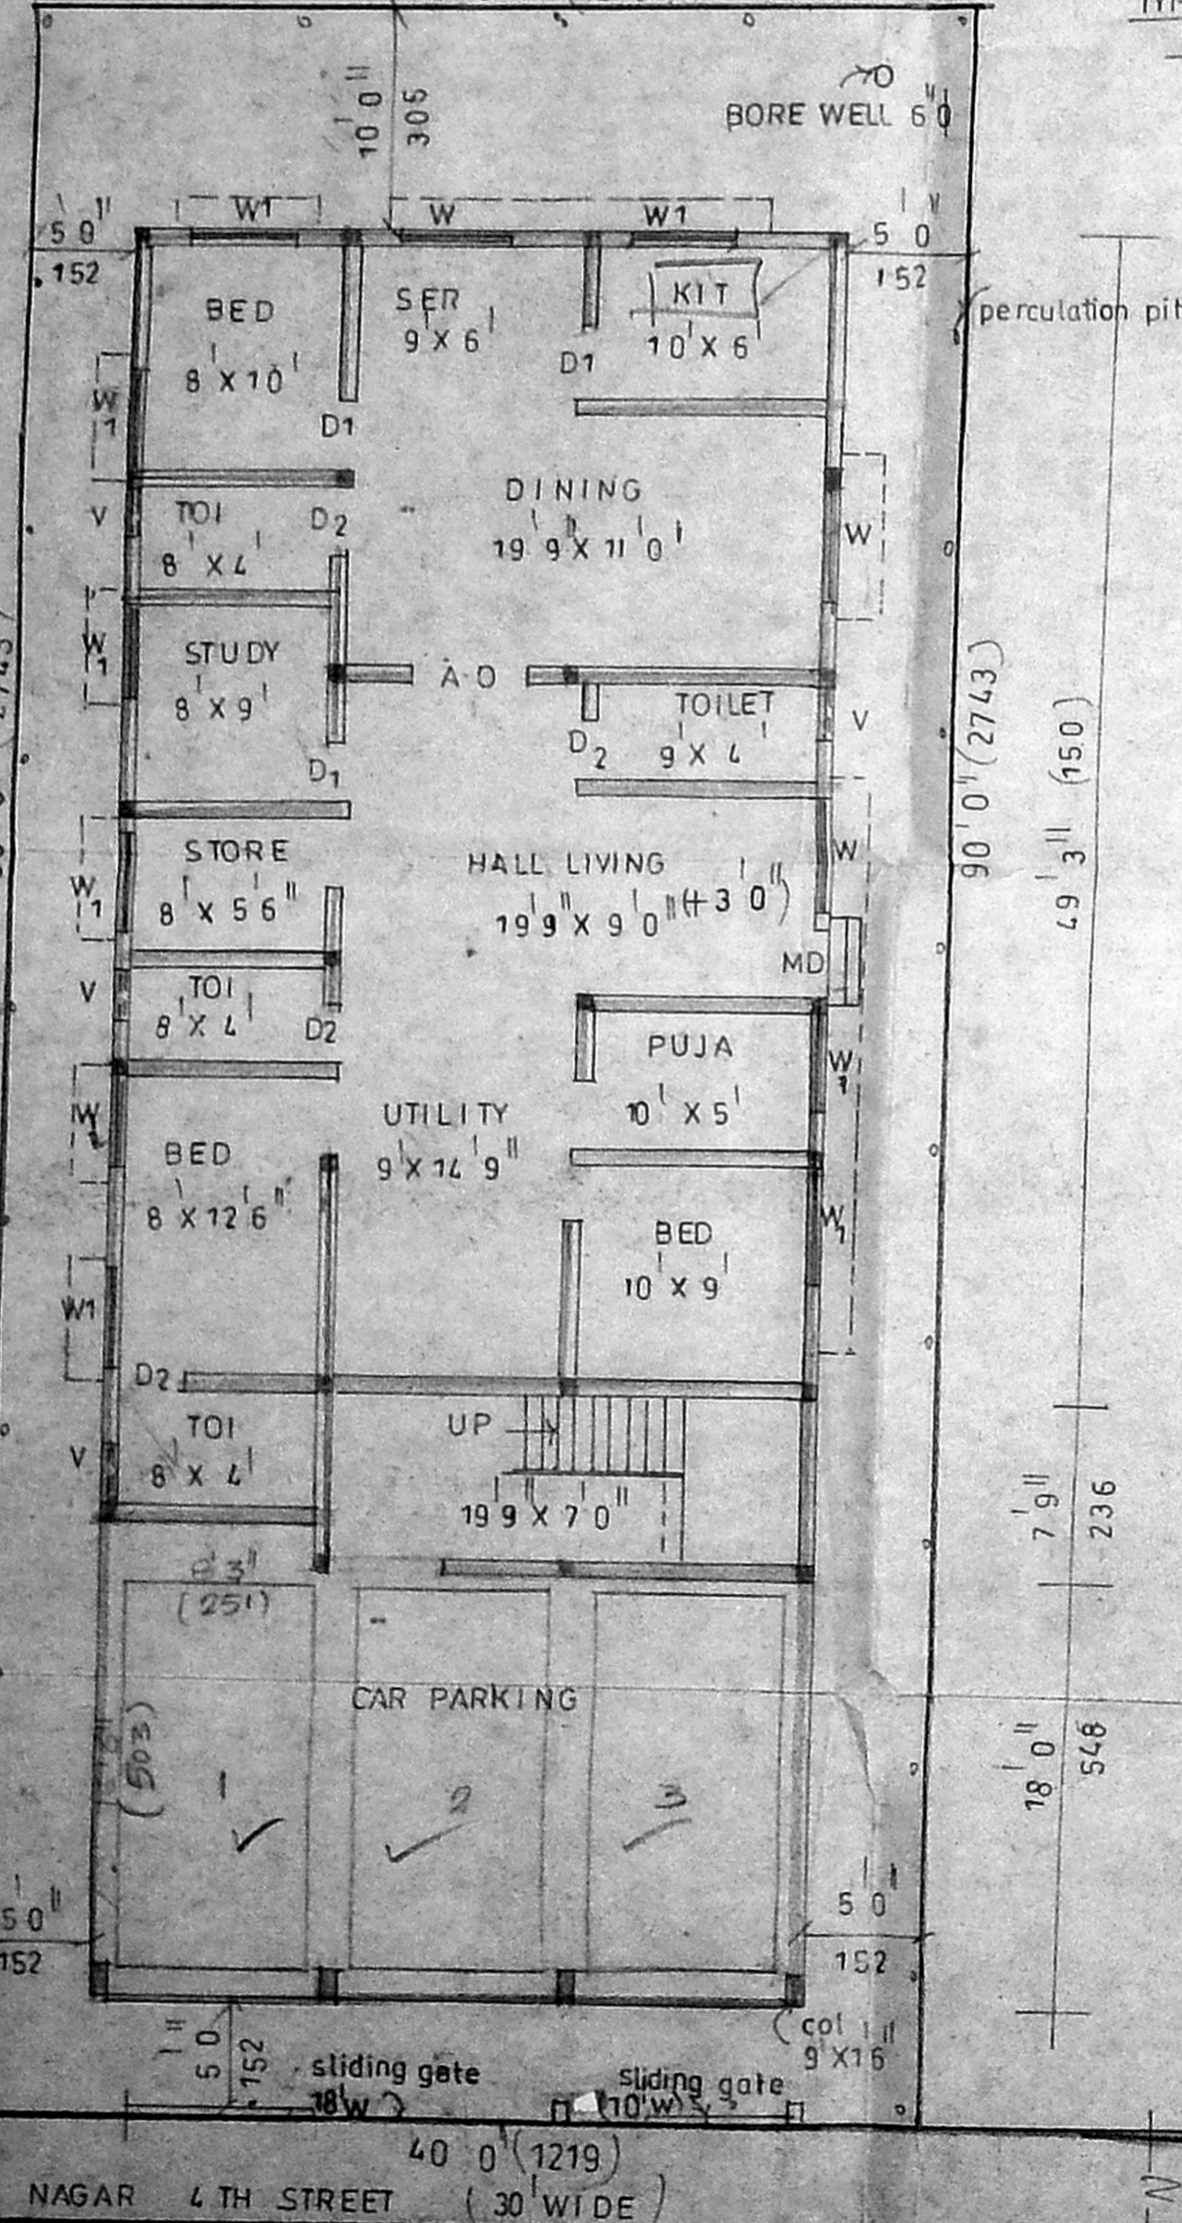 10'0"
305
BORE WELL 6"0
W1
W
W1
5'0"
152
5'0"
152
BED
8' X 10'
SER
9' X 6'
KIT
10' X 6'
D1
D1
perculation pit
W1
V
TOI
8' X 4'
D2
DINING
19'9" X 11'0'
W
W1
STUDY
8' X 9'
A.O
TOILET
9' X 4'
D2
V
D1
90'0" (2743)
49'3" (150)
STORE
8' X 5'6"
W1
HALL LIVING
19'9" X 9'0" (+3'0")
W
MD
V
TOI
8' X 4'
D2
PUJA
10' X 5'
W1
W1
UTILITY
9' X 14'9"
BED
8' X 12'6"
BED
10' X 9'
W1
W1
D2
TOI
8' X 4'
V
UP
19'9" X 7'0"
7'9"
236
8'3"
(251)
CAR PARKING
(503)
1
2
3
18'0"
548
5'0"
152
5'0'
152
5'0"
152
col
9" X 16"
sliding gate
18'W
sliding gate
(10'W)
40'0' (1219)
NAGAR 4TH STREET (30' WIDE)
N